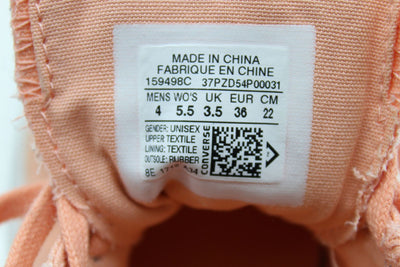 MADE IN CHINA
FABRIQUE EN CHINE
159498C 37PZD54P00031
MENS WO'S UK EUR CM
4 5.5 3.5 36 22
GENDER: UNISEX
UPPER: TEXTILE
LINING: TEXTILE
OUTSOLE: RUBBER
8E
CONVERSE